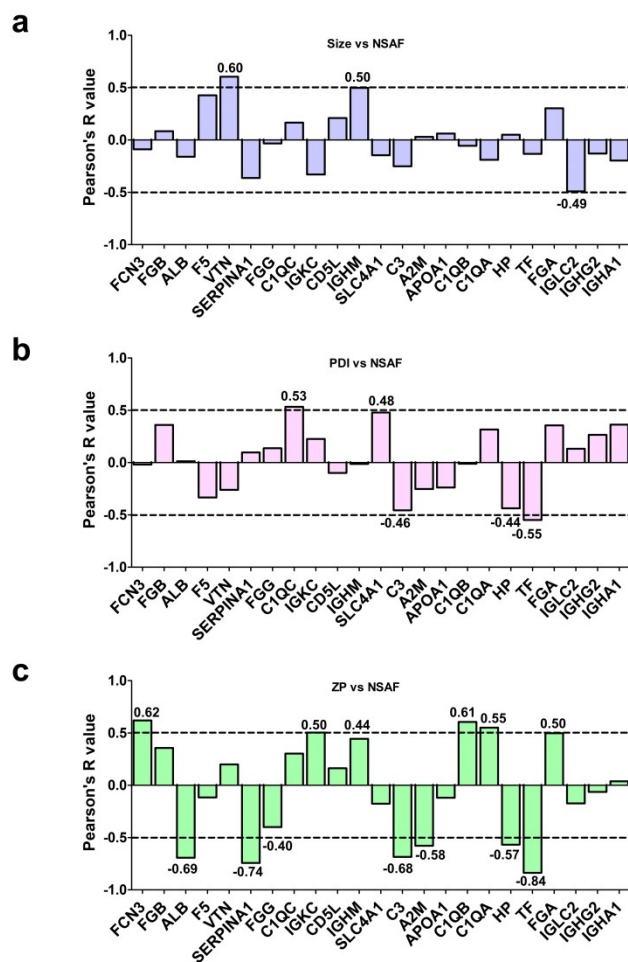 a
Size vs NSAF
Pearson's R value
1.0
0.5
0.0
-0.5
-1.0
0.60
0.50
-0.49
FCN3
FGB
ALB
F5
VTN
SERPINA1
FGG
C1QC
IGKC
CD5L
IGHM
SLC4A1
C3
A2M
APOA1
C1QB
C1QA
HP
TF
FGA
IGLC2
IGHG2
IGHA1
b
PDI vs NSAF
Pearson's R value
1.0
0.5
0.0
-0.5
-1.0
0.53
0.48
-0.46
-0.44
-0.55
FCN3
FGB
ALB
F5
VTN
SERPINA1
FGG
C1QC
IGKC
CD5L
IGHM
SLC4A1
C3
A2M
APOA1
C1QB
C1QA
HP
TF
FGA
IGLC2
IGHG2
IGHA1
c
ZP vs NSAF
Pearson's R value
1.0
0.5
0.0
-0.5
-1.0
0.62
0.50
0.44
0.61
0.55
0.50
-0.69
-0.74
-0.40
-0.68
-0.58
-0.57
-0.84
FCN3
FGB
ALB
F5
VTN
SERPINA1
FGG
C1QC
IGKC
CD5L
IGHM
SLC4A1
C3
A2M
APOA1
C1QB
C1QA
HP
TF
FGA
IGLC2
IGHG2
IGHA1